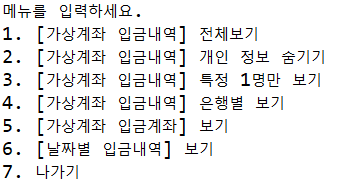 메뉴를 입력하세요.
1. [가상계좌 입금내역] 전체보기
2. [가상계좌 입금내역] 개인 정보 숨기기
3. [가상계좌 입금내역] 특정 1명만 보기
4. [가상계좌 입금내역] 은행별 보기
5. [가상계좌 입금계좌] 보기
6. [날짜별 입금내역] 보기
7. 나가기